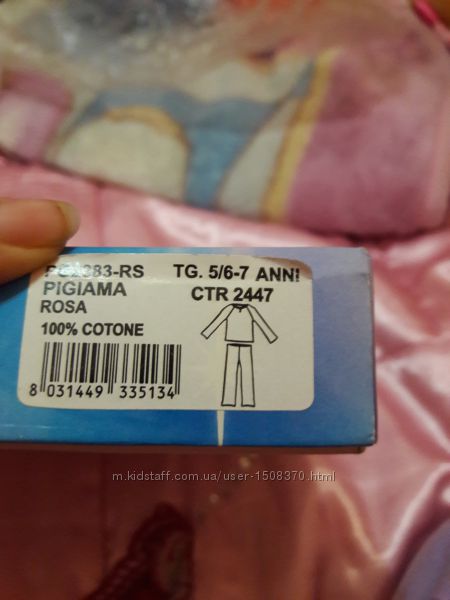 TG. 5/6-7 ANNI
PIGIAMA
CTR 2447
ROSA
100% COTONE
8 031449 335134
m.kidstaff.com.ua/user-1508370.html